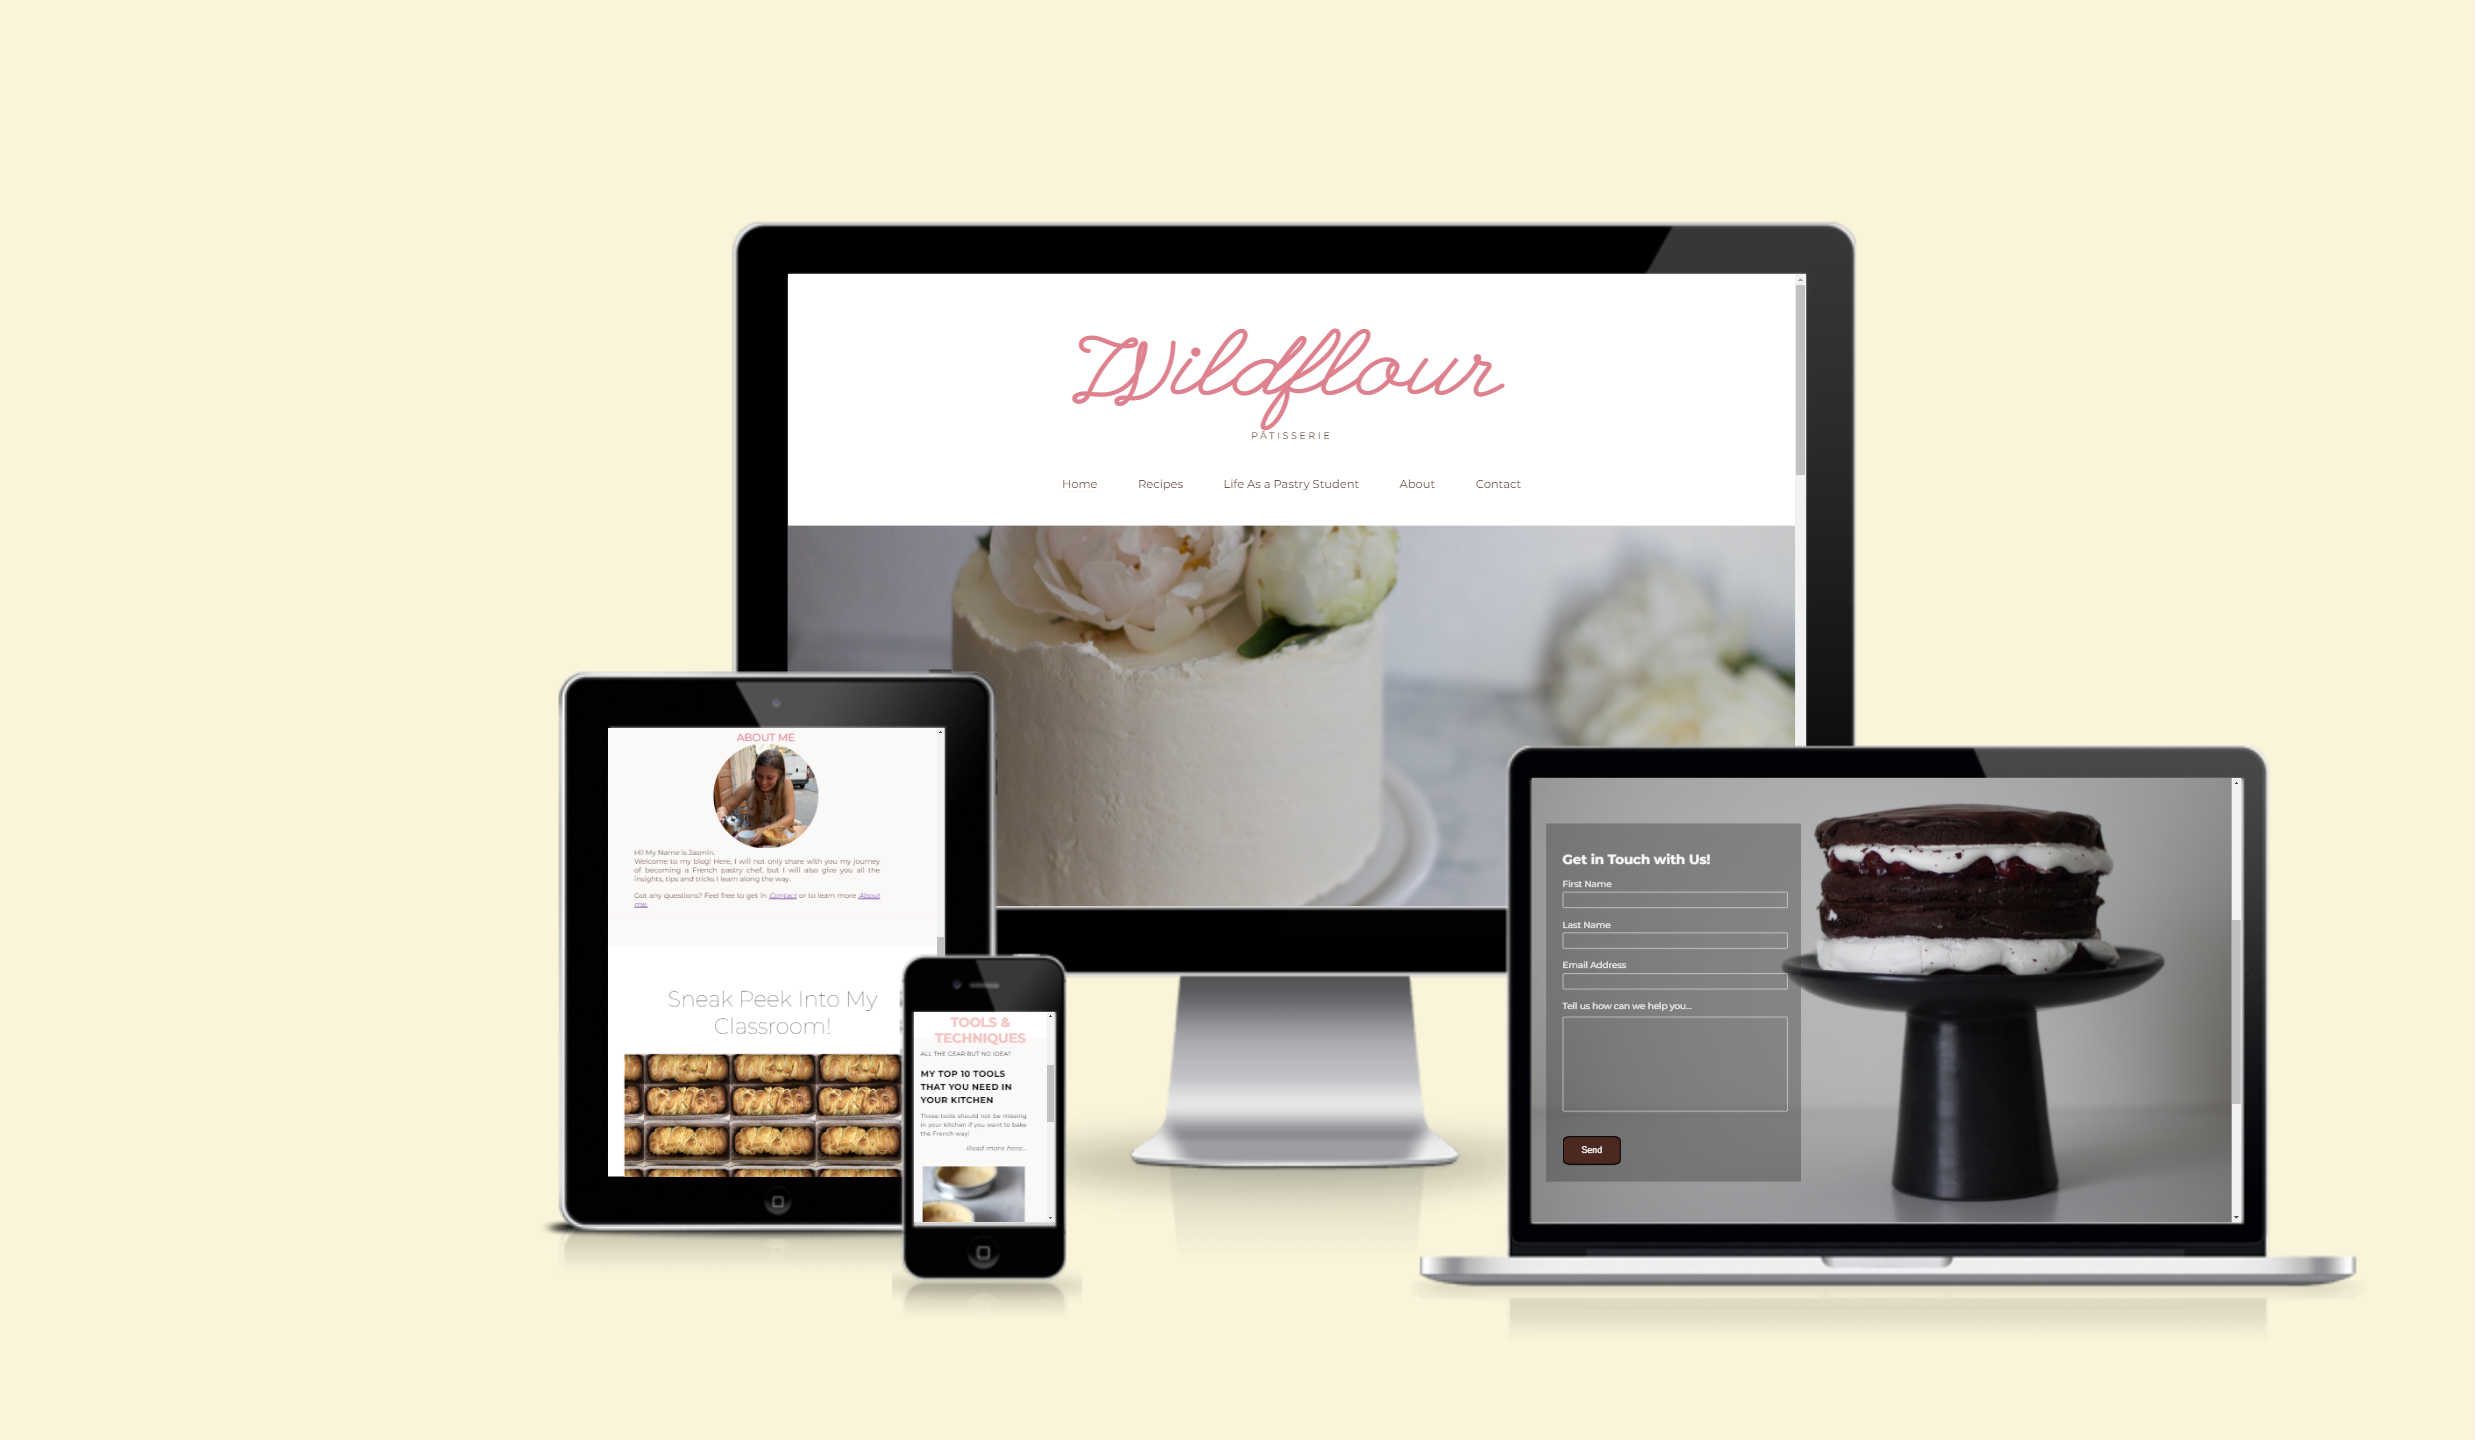 Wildflour
PÂTISSERIE
Home Recipes Life As a Pastry Student About Contact
ABOUT ME
Hi! My Name is Jasmin.
Welcome to my blog! Here, I will not only share with you my journey
of becoming a French pastry chef, but I will also give you all the
insights, tips and tricks I learn along the way.
Got any questions? Feel free to get in Contact or to learn more About
me.
Sneak Peek Into My
Classroom!
TOOLS &
TECHNIQUES
ALL THE GEAR BUT NO IDEA?
MY TOP 10 TOOLS
THAT YOU NEED IN
YOUR KITCHEN
Those tools should not be missing
in your kitchen if you want to bake
the French way!
Read more here...
Get in Touch with Us!
First Name
Last Name
Email Address
Tell us how can we help you...
Send